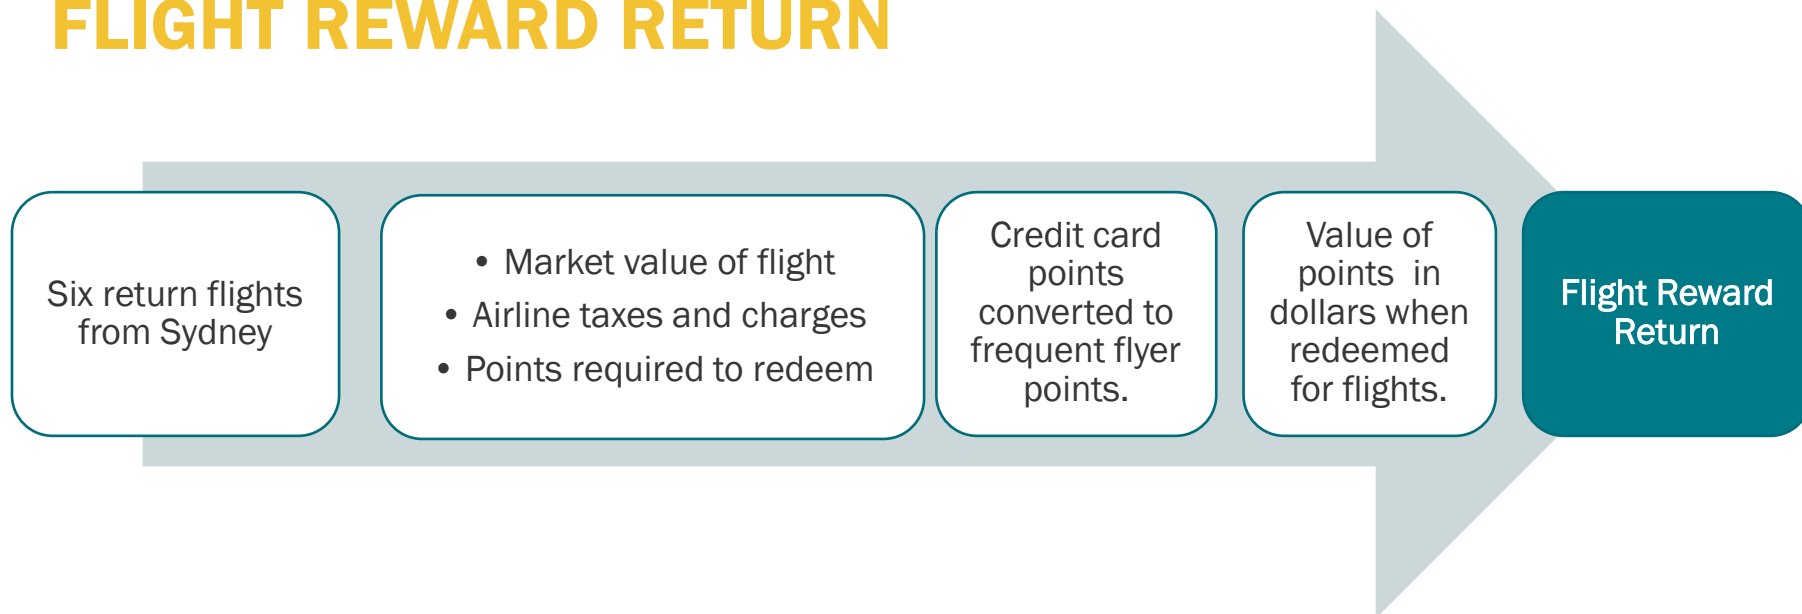 FLIGHT REWARD RETURN
Six return flights
from Sydney
• Market value of flight
• Airline taxes and charges
• Points required to redeem
Credit card
points
converted to
frequent flyer
points.
Value of
points in
dollars when
redeemed
for flights.
Flight Reward
Return